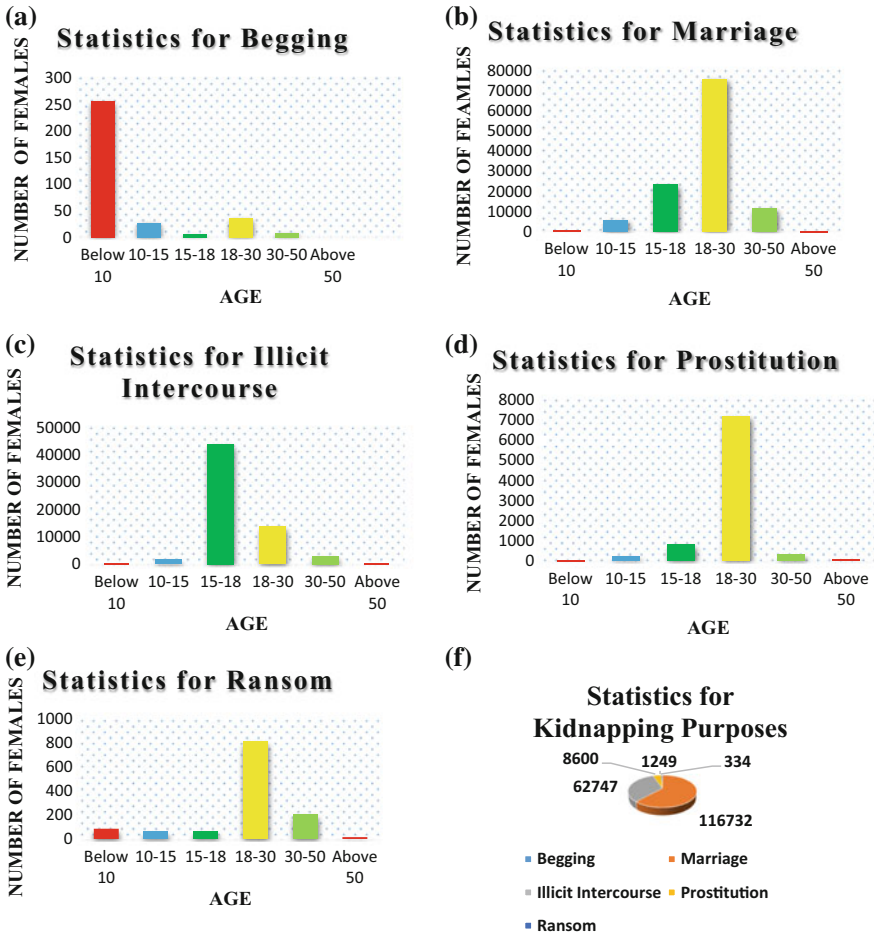 (a)
Statistics for Begging
NUMBER OF FEMALES
300
250
200
150
100
50
0
Below 10
10-15
15-18
18-30
30-50
Above 50
AGE
(b)
Statistics for Marriage
NUMBER OF FEAMLES
80000
70000
60000
50000
40000
30000
20000
10000
0
Below 10
10-15
15-18
18-30
30-50
Above 50
AGE
(c)
Statistics for Illicit
Intercourse
NUMBER OF FEMALES
50000
40000
30000
20000
10000
0
Below 10
10-15
15-18
18-30
30-50
Above 50
AGE
(d)
Statistics for Prostitution
NUMBER OF FEMALES
8000
7000
6000
5000
4000
3000
2000
1000
0
Below 10
10-15
15-18
18-30
30-50
Above 50
AGE
(e)
Statistics for Ransom
NUMBER OF FEMALES
1000
800
600
400
200
0
Below 10
10-15
15-18
18-30
30-50
Above 50
AGE
(f)
Statistics for
Kidnapping Purposes
8600
1249
334
62747
116732
Begging
Marriage
Illicit Intercourse
Prostitution
Ransom